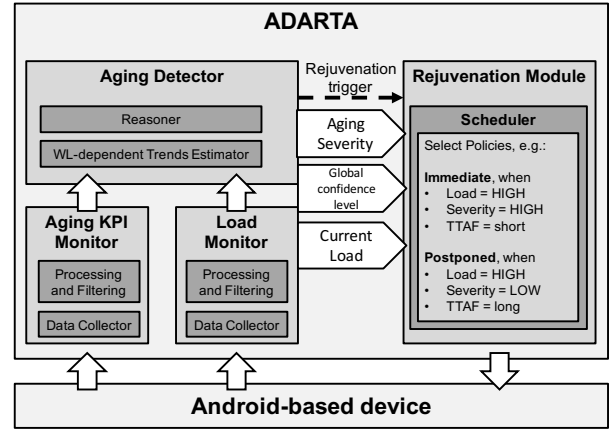 ADARTA
Aging Detector
Reasoner
WL-dependent Trends Estimator
Aging KPI
Monitor
Processing
and Filtering
Data Collector
Load
Monitor
Processing
and Filtering
Data Collector
Rejuvenation
trigger
Aging
Severity
Global
confidence
level
Current
Load
Rejuvenation Module
Scheduler
Select Policies, e.g.:
Immediate, when
• Load = HIGH
• Severity = HIGH
• TTAF = short
Postponed, when
• Load = HIGH
• Severity = LOW
• TTAF = long
Android-based device